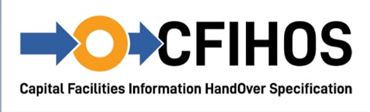 CFIHOS
Capital Facilities Information HandOver Specification